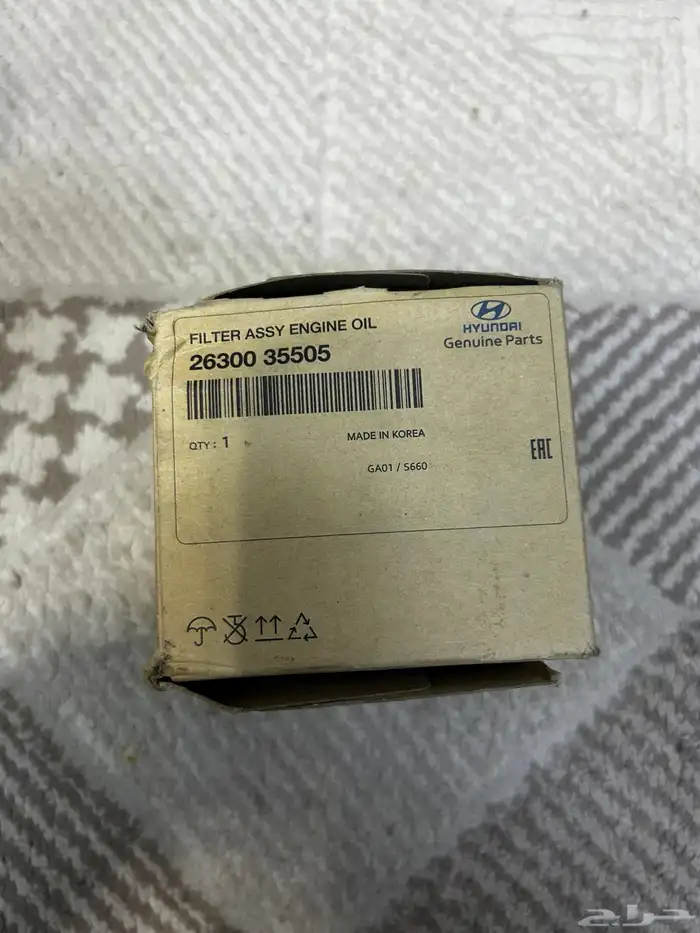 FILTER ASSY ENGINE OIL
26300 35505
HYUNDAI
Genuine Parts
QTY : 1
MADE IN KOREA
GA01 / S660
EAC
حراج